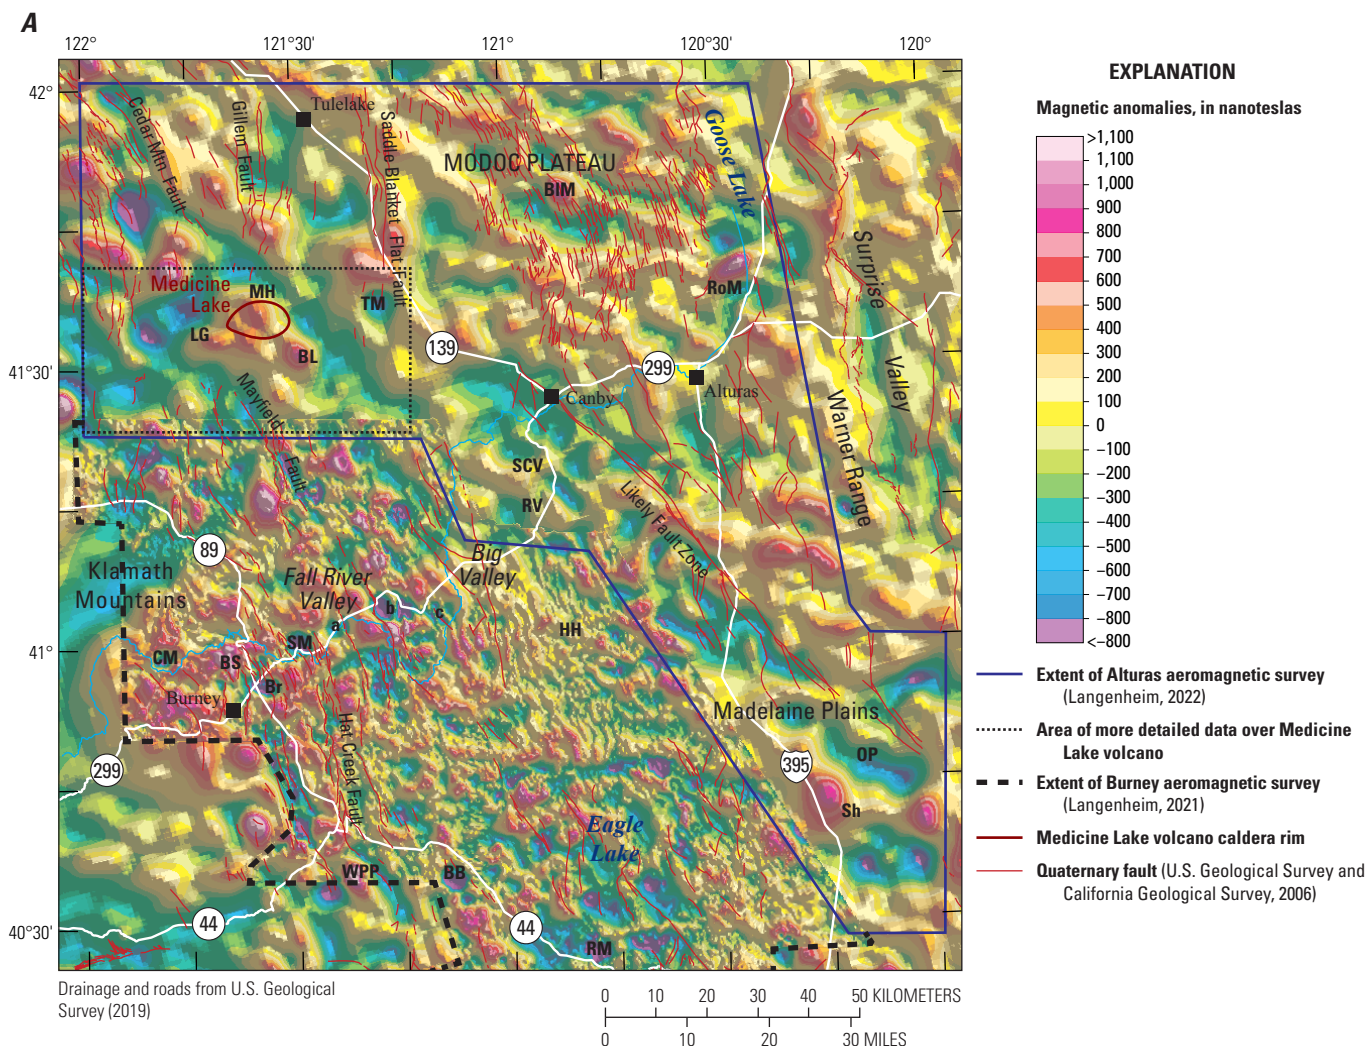 A
122°
121°30'
121°
120°30'
120°
42°
41°30'
41°
40°30'
Tulelake
Cedar Mtn. Fault
Gillem Fault
Saddle Blanket Flat Fault
MODOC PLATEAU
BIM
Goose Lake
Surprise
Valley
Medicine
Lake
MH
TM
RoM
LG
BL
139
299
Canby
Alturas
Mayfield
Fault
Warner Range
SCV
RV
Likely Fault Zone
89
Klamath
Mountains
Fall River
Valley
Big
Valley
a
b
c
HH
SM
CM
BS
Br
Burney
Hat Creek Fault
Madelaine Plains
OP
299
395
Sh
Eagle
Lake
WPP
BB
44
44
RM
EXPLANATION
Magnetic anomalies, in nanoteslas
>1,100
1,100
1,000
900
800
700
600
500
400
300
200
100
0
−100
−200
−300
−400
−500
−600
−700
−800
<−800
Extent of Alturas aeromagnetic survey
(Langenheim, 2022)
Area of more detailed data over Medicine
Lake volcano
Extent of Burney aeromagnetic survey
(Langenheim, 2021)
Medicine Lake volcano caldera rim
Quaternary fault (U.S. Geological Survey and
California Geological Survey, 2006)
Drainage and roads from U.S. Geological
Survey (2019)
0 10 20 30 40 50 KILOMETERS
0 10 20 30 MILES